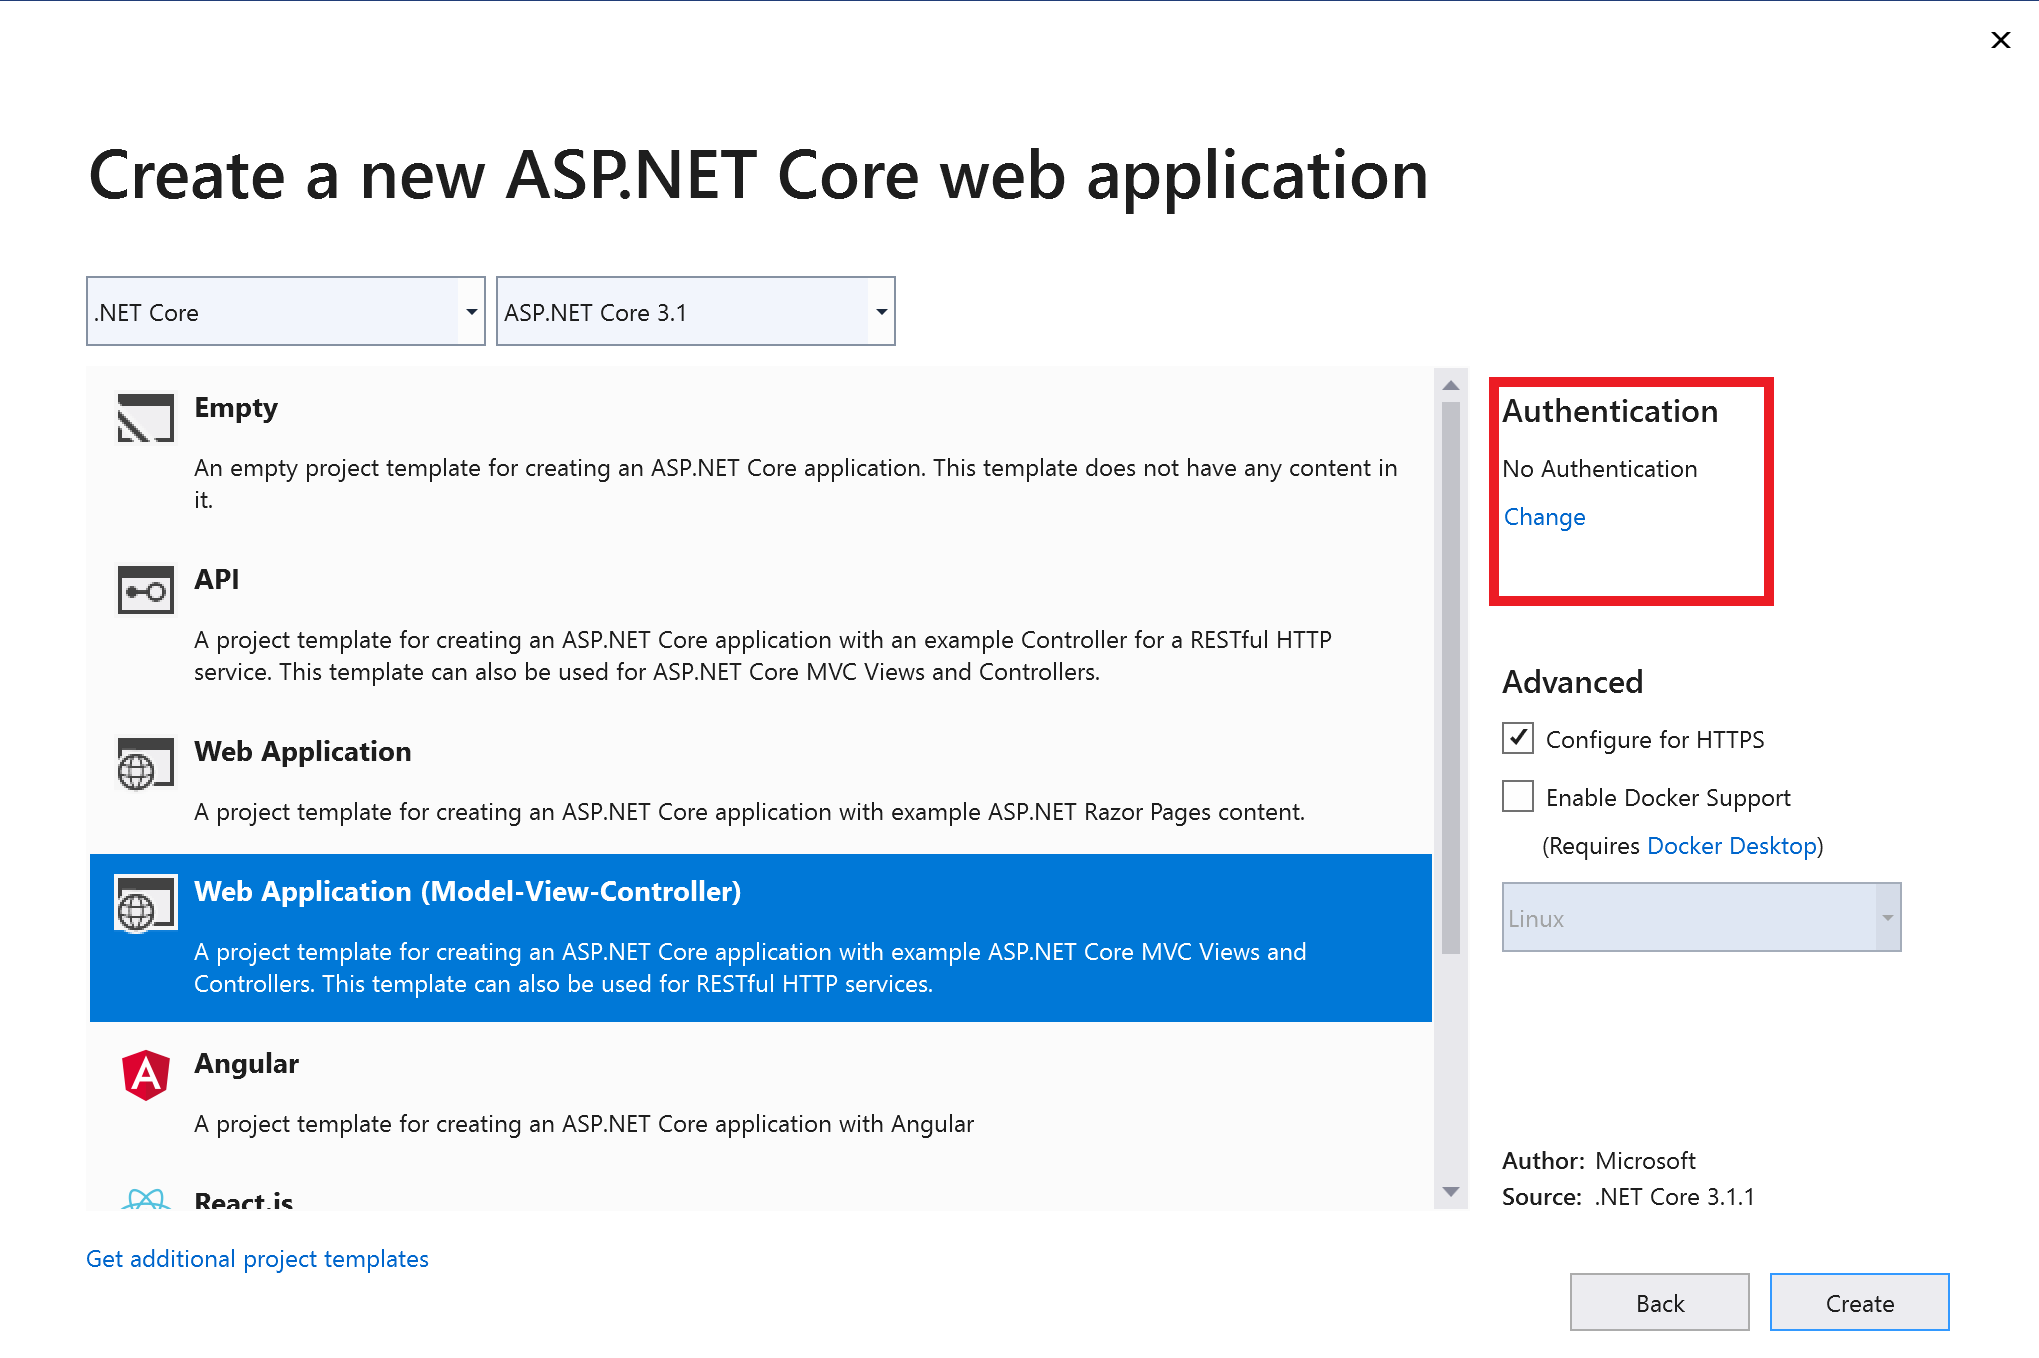 Create a new ASP.NET Core web application
.NET Core
ASP.NET Core 3.1
Empty
An empty project template for creating an ASP.NET Core application. This template does not have any content in
it.
API
A project template for creating an ASP.NET Core application with an example Controller for a RESTful HTTP
service. This template can also be used for ASP.NET Core MVC Views and Controllers.
Web Application
A project template for creating an ASP.NET Core application with example ASP.NET Razor Pages content.
Web Application (Model-View-Controller)
A project template for creating an ASP.NET Core application with example ASP.NET Core MVC Views and
Controllers. This template can also be used for RESTful HTTP services.
Angular
A project template for creating an ASP.NET Core application with Angular
React.js
Get additional project templates
Authentication
No Authentication
Change
Advanced
Configure for HTTPS
Enable Docker Support
(Requires Docker Desktop)
Linux
Author: Microsoft
Source: .NET Core 3.1.1
Back
Create